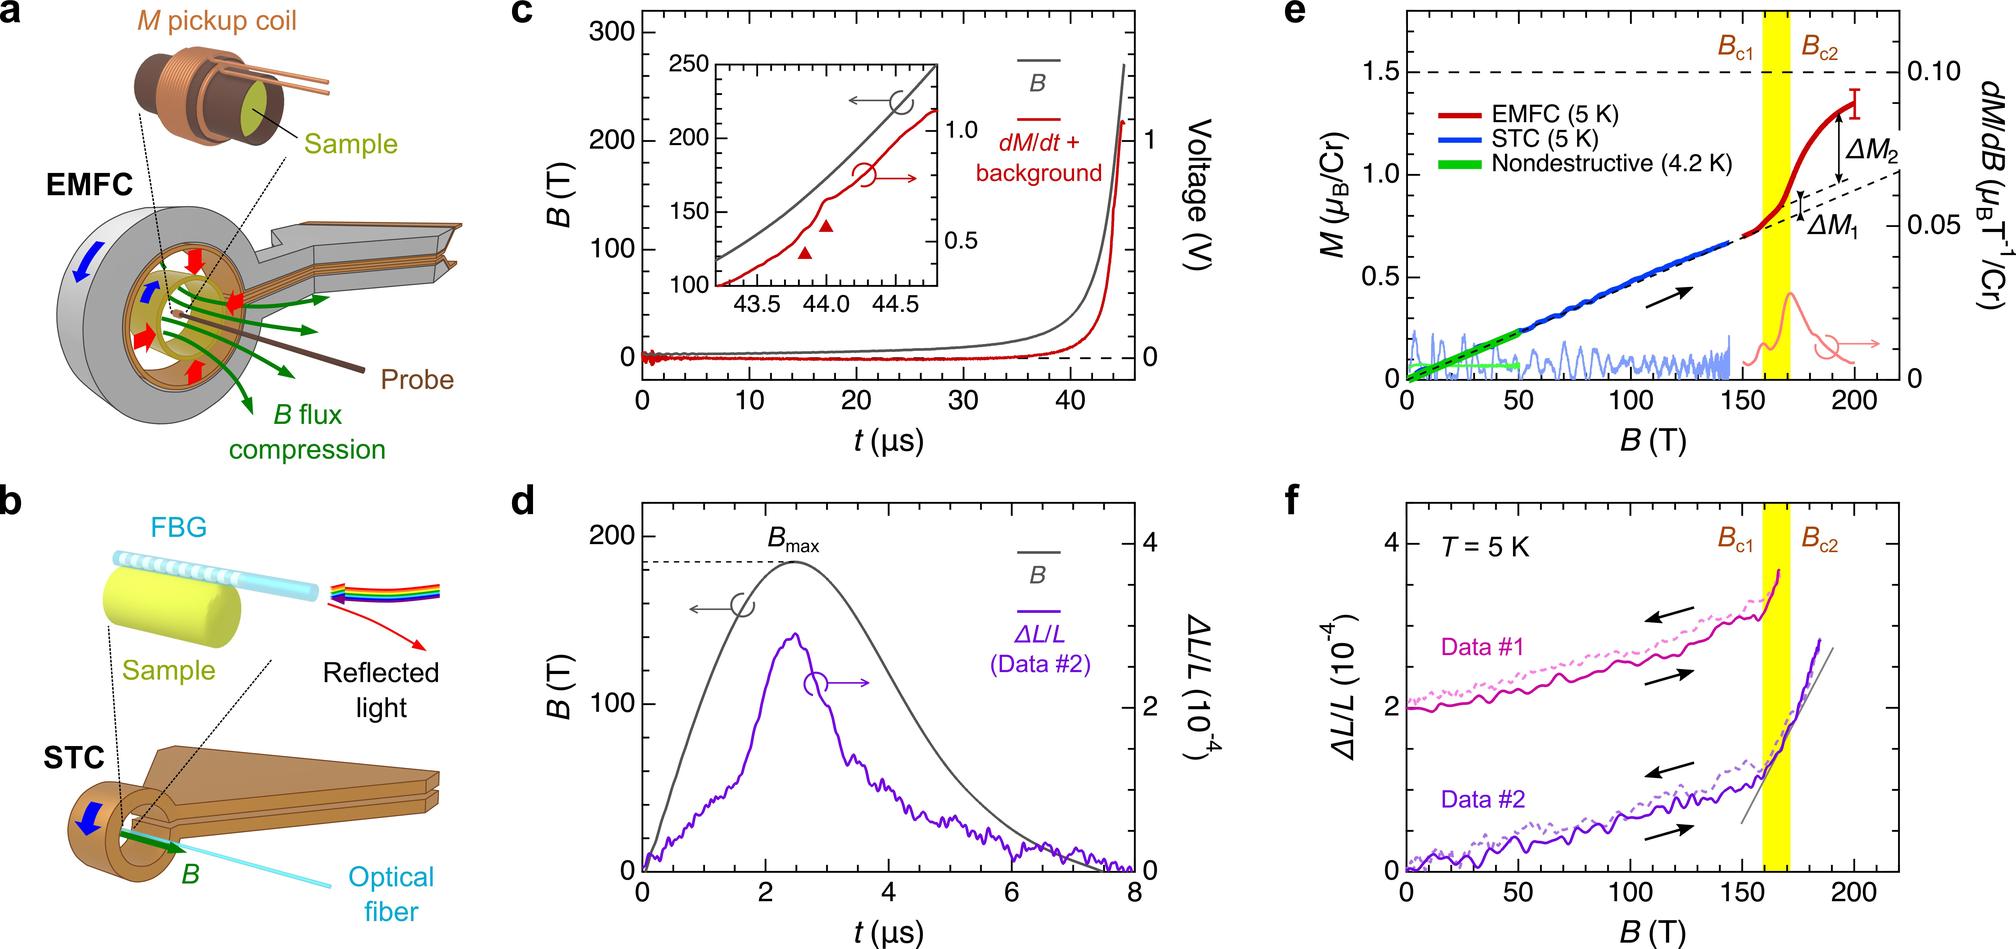 a
M pickup coil
Sample
EMFC
Probe
B flux
compression
b
FBG
Sample
Reflected
light
STC
B
Optical
fiber
c
300
200
100
0
B (T)
0
10
20
30
40
t (µs)
1
0
Voltage (V)
B
dM/dt +
background
250
200
150
100
43.5
44.0
44.5
1.0
0.5
d
200
100
0
B (T)
Bmax
B
ΔL/L
(Data #2)
4
2
0
ΔL/L (10-4)
0
2
4
6
8
t (µs)
e
1.5
1.0
0.5
0
M (µB/Cr)
Bc1
Bc2
EMFC (5 K)
STC (5 K)
Nondestructive (4.2 K)
ΔM2
ΔM1
0.10
0.05
0
dM/dB (µBT-1/Cr)
0
50
100
150
200
B (T)
f
4
2
0
ΔL/L (10-4)
T = 5 K
Bc1
Bc2
Data #1
Data #2
0
50
100
150
200
B (T)